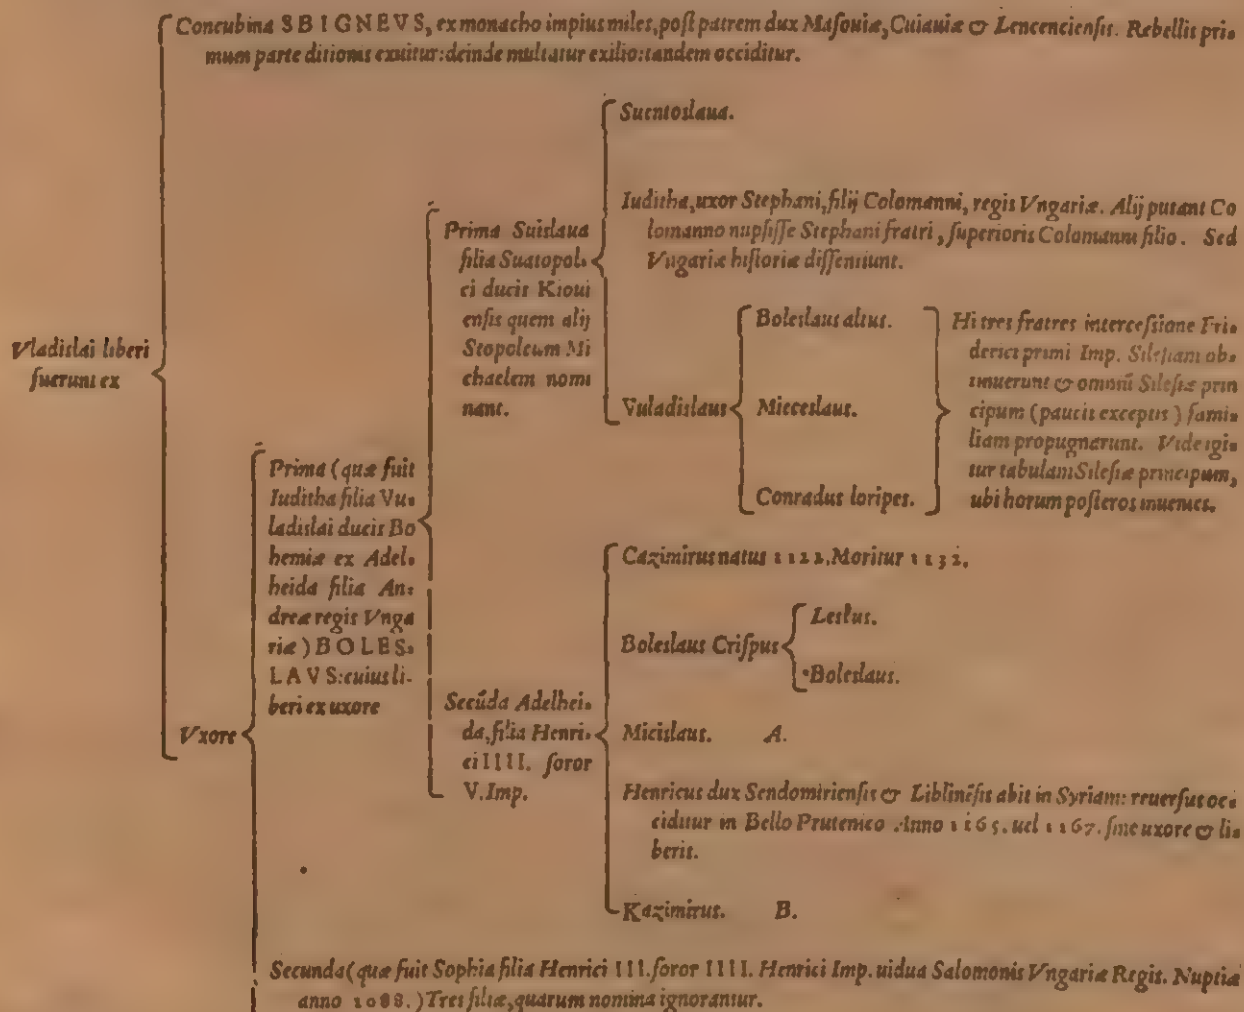 Concubina SBIGNEVS, ex monacho impius miles, poſt patrem dux Maſouiæ, Cuiauiæ & Lencencienſis. Rebellis pri-
mum parte ditionis exuitur: deinde multatur exilio: tandem occiditur.
Vladislai liberi
fuerunt ex
Vxore
Prima (quæ fuit
Iuditha filia Vu-
ladislai ducis Bo
hemiæ ex Adel-
heida filia An-
dreæ regis Vnga
riæ) BOLES-
LAVS: cuius li-
beri ex uxore
Prima Suislaua
filia Suatopol-
ci ducis Kioui
enſis quem alij
Stopolcum Mi
chaelem nomi
nant.
Suentoslaua.
Iuditha, uxor Stephani, filij Colomanni, regis Vngariæ. Alij putant Co
lomanno nupſiſſe Stephani fratri, ſuperioris Colomanni filio. Sed
Vngariæ hiſtoriæ diſſentiunt.
Vuladislaus
Boleslaus altus.
Mieceslaus.
Conradus loripes.
Hi tres fratres interceſsione Fri-
derici primi Imp. Sileſiam ob-
tinuerunt & omniũ Sileſiæ prin
cipum (paucis exceptis) fami-
liam propagnarunt. Vide igi-
tur tabulam Sileſiæ principum,
ubi horum poſteros inuenies.
Secũda Adelhei-
da, filia Henri-
ci IIII. ſoror
V. Imp.
Cazimirus natus 1122. Moritur 1132.
Boleslaus Criſpus
Leſkus.
Boleslaus.
Micislaus. A.
Henricus dux Sendomirienſis & Liblinẽſis abit in Syriam: reuerſus oc-
ciditur in Bello Prutenico Anno 1165. uel 1167. ſine uxore & li-
beris.
Kazimirus. B.
Secunda (quæ fuit Sophia filia Henrici III. ſoror IIII. Henrici Imp. uidua Salomonis Vngariæ Regis. Nuptiæ
anno 1088.) Tres filiæ, quarum nomina ignorantur.